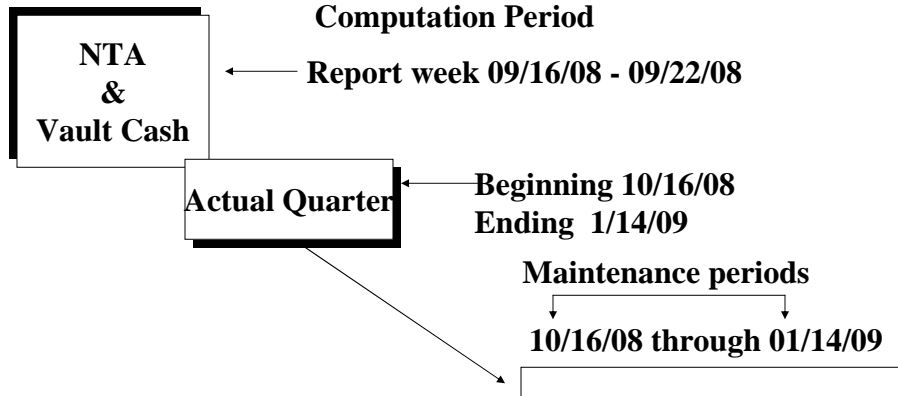 Computation Period
NTA
&
Vault Cash
Report week 09/16/08 - 09/22/08
Actual Quarter
Beginning 10/16/08
Ending 1/14/09
Maintenance periods
10/16/08 through 01/14/09